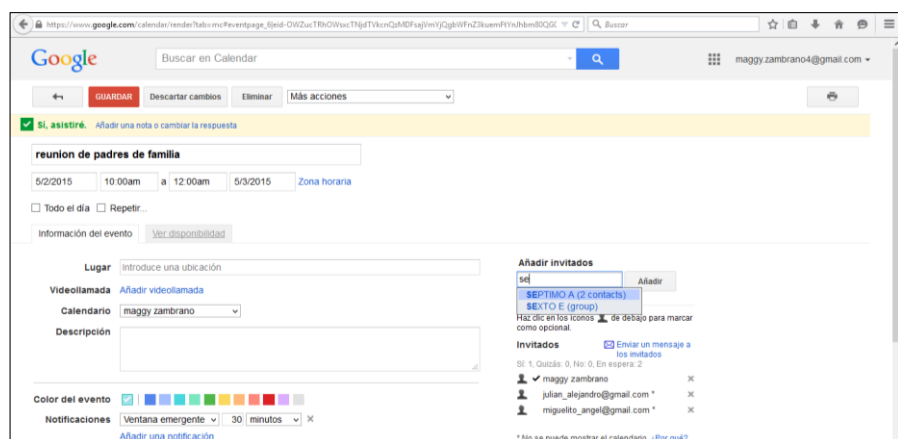 https://www.google.com/calendar/render?tab=mc#eventpage_6
Buscar
Google
Buscar en Calendar
maggy.zambrano4@gmail.com
GUARDAR Descartar cambios Eliminar Más acciones
Sí, asistiré. Añadir una nota o cambiar la respuesta
reunion de padres de familia
5/2/2015 10:00am a 12:00am 5/3/2015 Zona horaria
Todo el día Repetir...
Información del evento Ver disponibilidad
Lugar Introduce una ubicación
Videollamada Añadir videollamada
Calendario maggy zambrano
Descripción
Color del evento
Notificaciones Ventana emergente 30 minutos
Añadir una notificación
Añadir invitados
se Añadir
SEPTIMO A (2 contacts)
SEXTO E (group)
Haz clic en los iconos de debajo para marcar
como opcional.
Invitados Enviar un mensaje a
los invitados
Sí: 1, Quizás: 0, No: 0, En espera: 2
maggy zambrano
julian_alejandro@gmail.com *
miguelito_angel@gmail.com *
* No se puede mostrar el calendario. ¿Por qué?